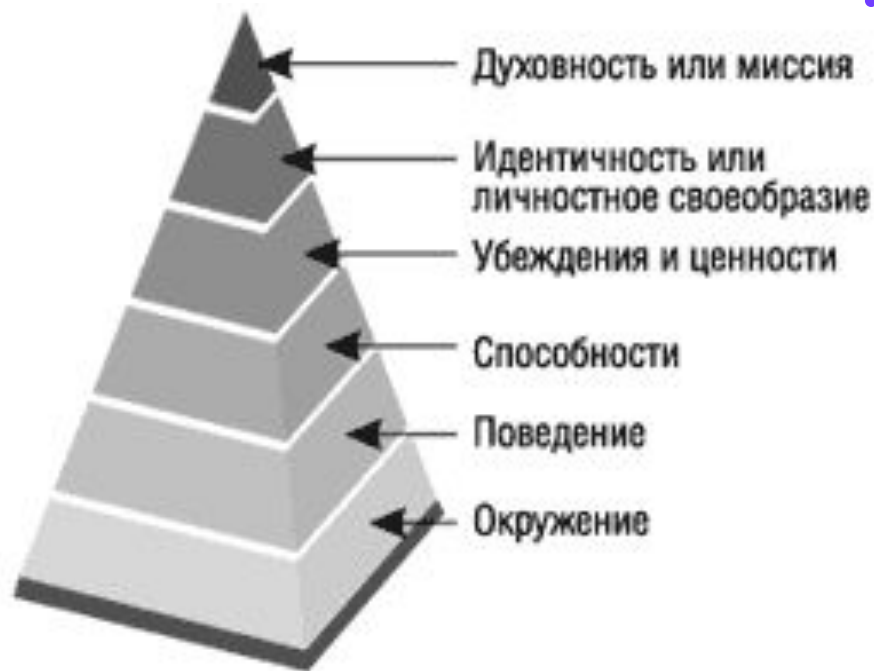 Духовность или миссия
Идентичность или
личностное своеобразие
Убеждения и ценности
Способности
Поведение
Окружение